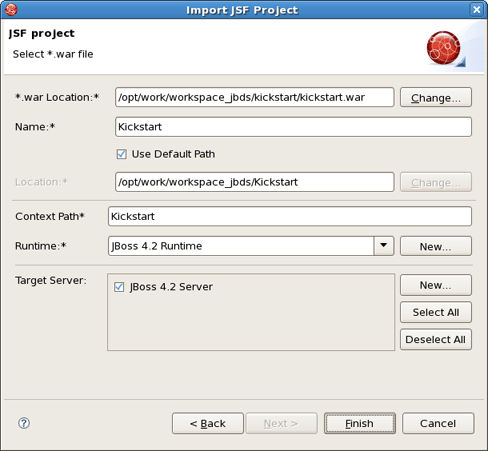 Import JSF Project
JSF project
Select *.war file
*.war Location:* /opt/work/workspace_jbds/kickstart/kickstart.war Change...
Name:* Kickstart
Use Default Path
Location:* /opt/work/workspace_jbds/Kickstart Change...
Context Path* Kickstart
Runtime:* JBoss 4.2 Runtime New...
Target Server: JBoss 4.2 Server New...
Select All
Deselect All
? < Back Next > Finish Cancel